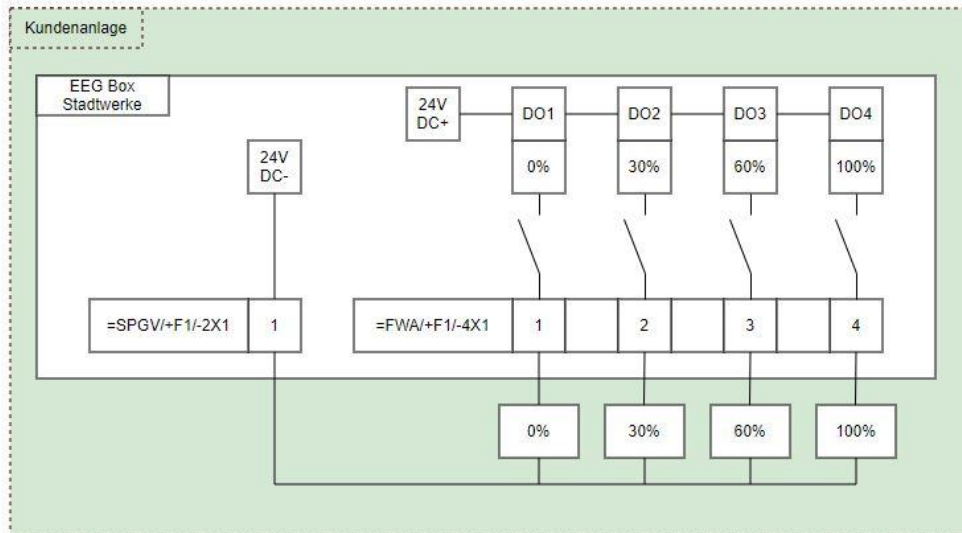 Kundenanlage
EEG Box
Stadtwerke
24V
DC+
DO1
DO2
DO3
DO4
24V
DC-
0%
30%
60%
100%
=SPGV/+F1/-2X1
1
=FWA/+F1/-4X1
1
2
3
4
0%
30%
60%
100%